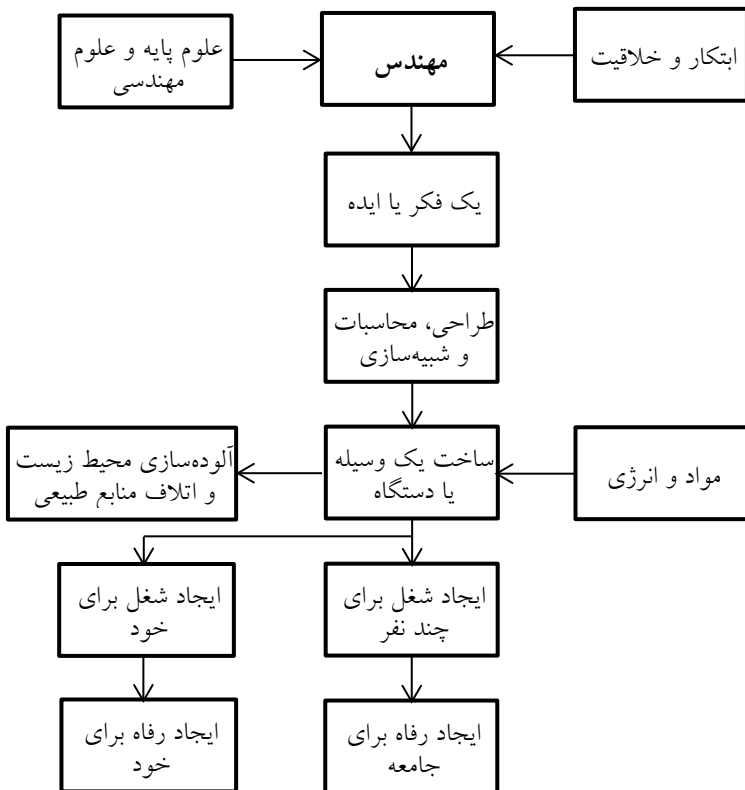 ابتکار و خلاقیت
مهندس
علوم پایه و علوم
مهندسی
یک فکر یا ایده
طراحی، محاسبات
و شبیه‌سازی
مواد و انرژی
ساخت یک وسیله
یا دستگاه
آلوده‌سازی محیط زیست
و اتلاف منابع طبیعی
ایجاد شغل برای
چند نفر
ایجاد شغل برای
خود
ایجاد رفاه برای
جامعه
ایجاد رفاه برای
خود